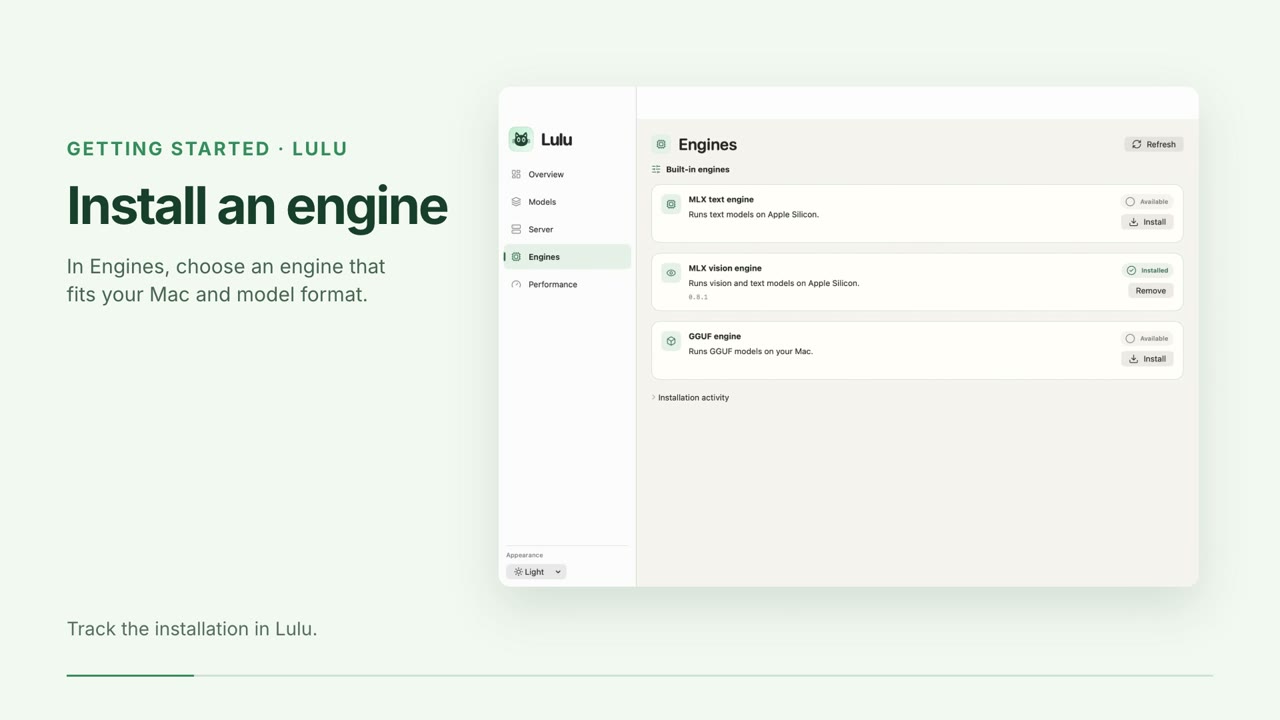 GETTING STARTED · LULU
Install an engine
In Engines, choose an engine that
fits your Mac and model format.
Track the installation in Lulu.
Lulu
Overview
Models
Server
Engines
Performance
Appearance
Light
Engines
Refresh
Built-in engines
MLX text engine
Runs text models on Apple Silicon.
Available
Install
MLX vision engine
Runs vision and text models on Apple Silicon.
0.8.1
Installed
Remove
GGUF engine
Runs GGUF models on your Mac.
Available
Install
Installation activity